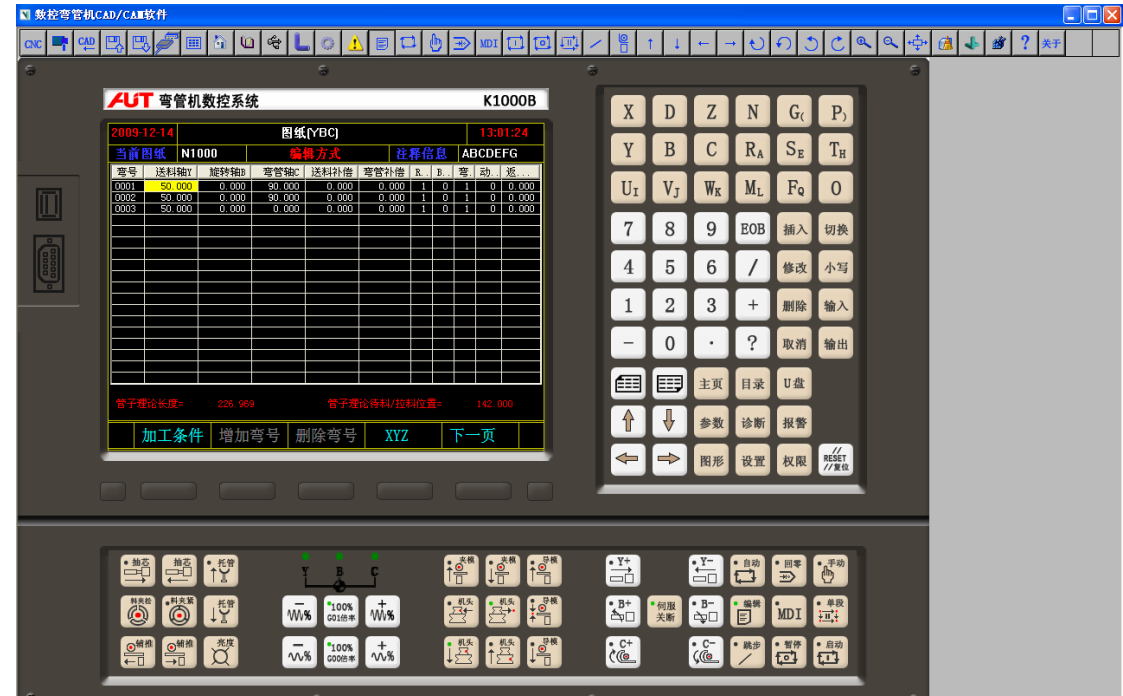 数控弯管机CAD/CAM软件
CNC CAD MDI ? 关于
FUT 弯管机数控系统 K1000B
2009-12-14 图纸(YBC) 13:01:24
当前图纸 N1000 编辑方式 注释信息 ABCDEFG
弯号 送料轴Y 旋转轴B 弯管轴C 送料补偿 弯管补偿 R.. B.. 弯. 动.. 返...
0001 50.000 0.000 90.000 0.000 0.000 1 0 1 0 0.000
0002 50.000 0.000 90.000 0.000 0.000 1 0 1 0 0.000
0003 50.000 0.000 0.000 0.000 0.000 1 0 1 0 0.000
管子理论长度= 226.969 管子理论待料/控料位置= 142.000
加工条件 增加弯号 删除弯号 XYZ 下一页
X D Z N G( P)
Y B C RA SE TH
UI VJ WK ML FQ O
7 8 9 EOB 插入 切换
4 5 6 / 修改 小写
1 2 3 + 删除 输入
- 0 · ? 取消 输出
主页 目录 U盘
参数 诊断 报警
图形 设置 权限 // RESET //复位
抽芯 抽芯 托管 Y B C 夹模 夹模 导模 Y+ Y- 自动 回零 手动
料夹松 料夹紧 托管 - % 100% G01倍率 + % 机头 机头 导模 B+ 伺服关断 B- 编辑 MDI 单段
辅推 辅推 亮度 - % 100% G00倍率 + % 机头 机头 导模 C+ C- 跳步 暂停 启动